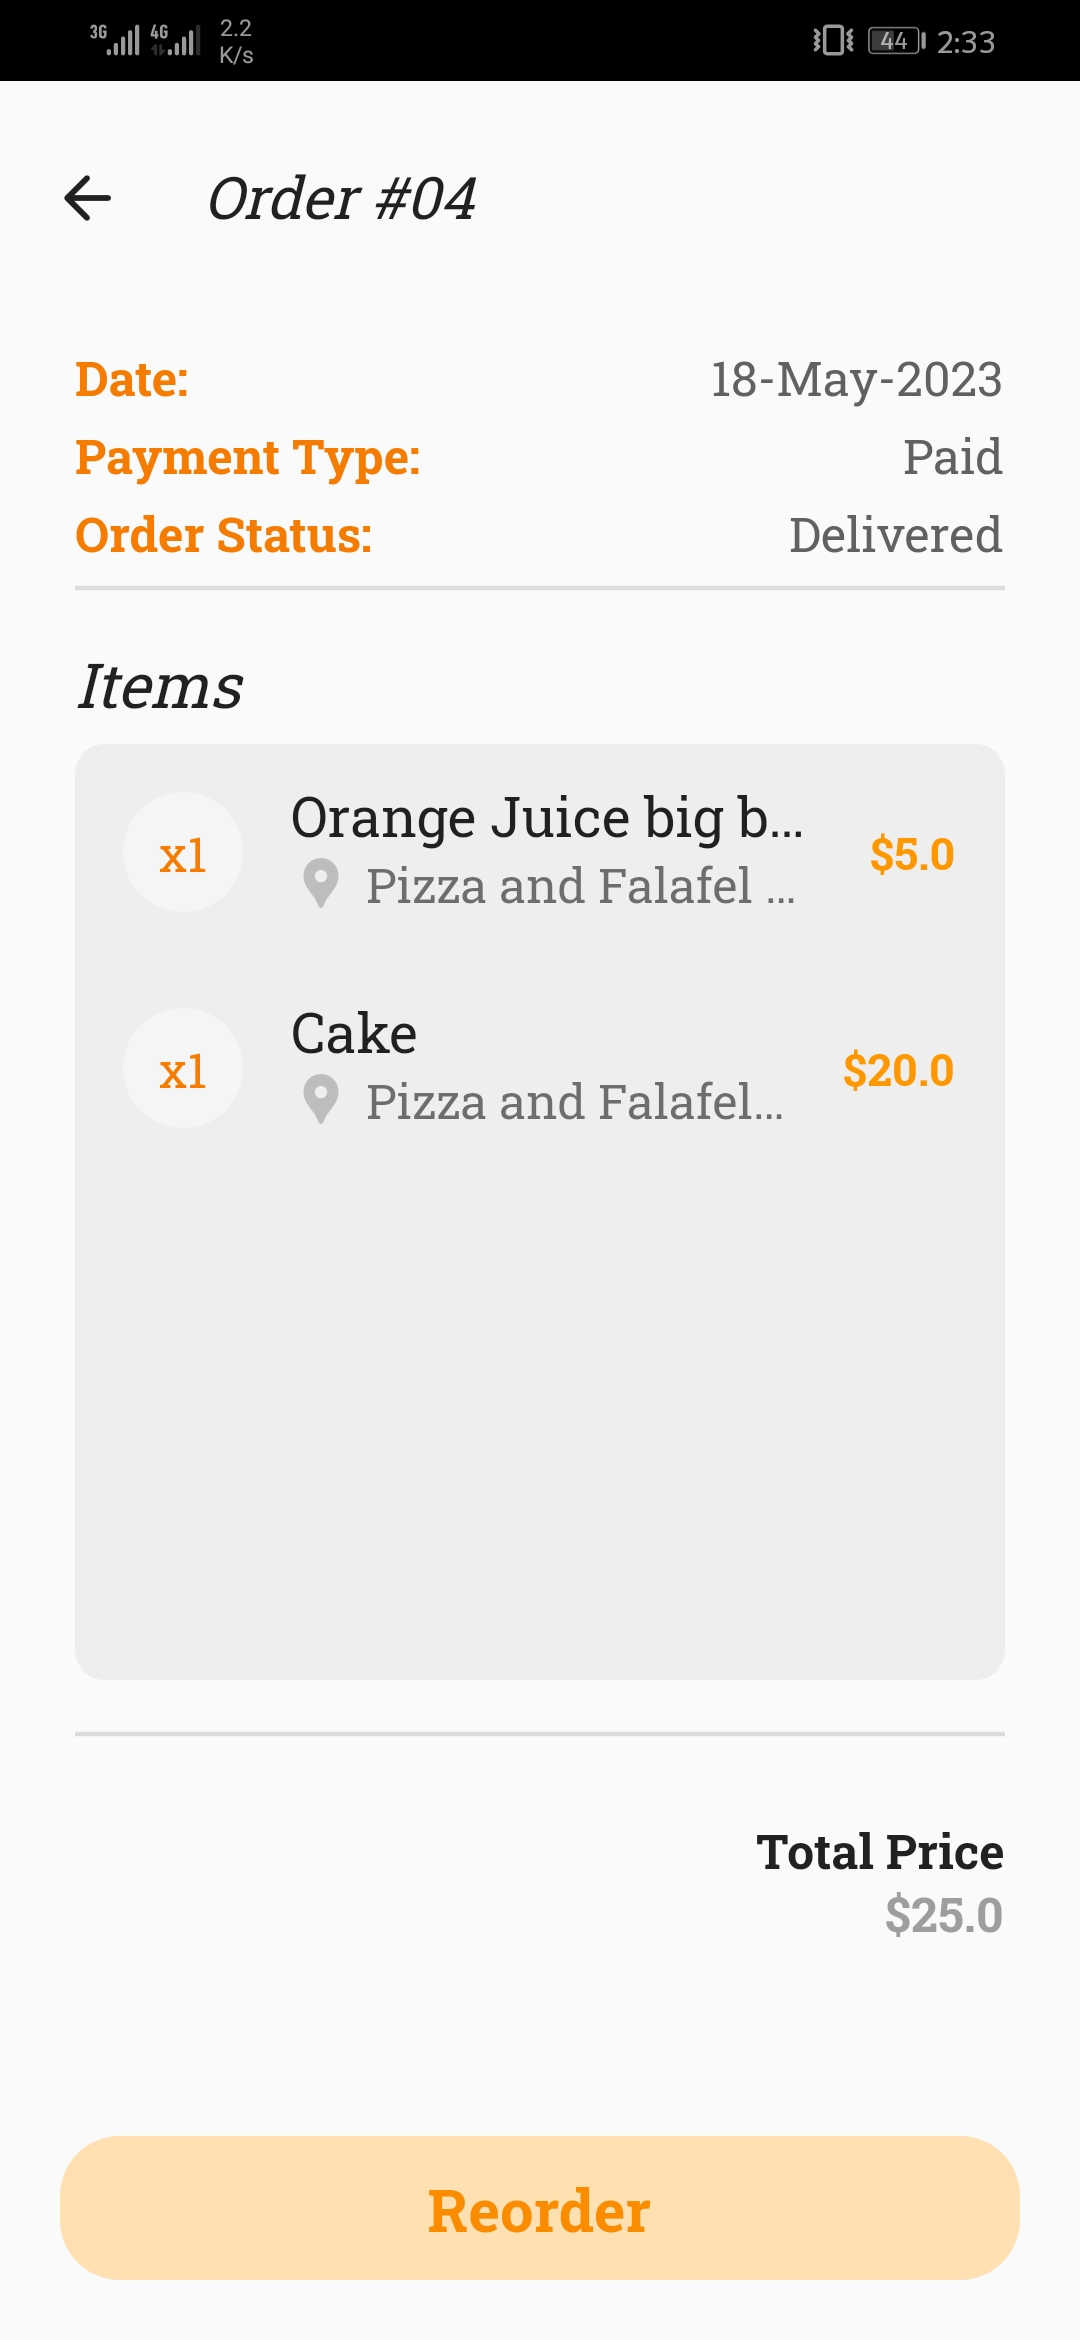 3G 4G 2.2 K/s 44 2:33
Order #04
Date: 18-May-2023
Payment Type: Paid
Order Status: Delivered
Items
x1 Orange Juice big b... $5.0
Pizza and Falafel ...
x1 Cake $20.0
Pizza and Falafel...
Total Price
$25.0
Reorder